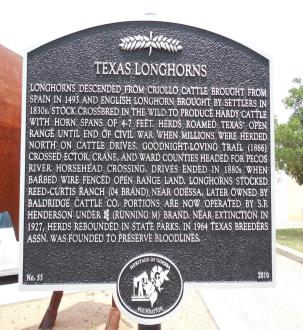 TEXAS LONGHORNS
LONGHORNS DESCENDED FROM CRIOLLO CATTLE BROUGHT FROM
SPAIN IN 1493 AND ENGLISH LONGHORN BROUGHT BY SETTLERS IN
1830s. STOCK CROSSBRED IN THE WILD TO PRODUCE HARDY CATTLE
WITH HORN SPANS OF 4-7 FEET. HERDS ROAMED TEXAS' OPEN
RANGE UNTIL END OF CIVIL WAR WHEN MILLIONS WERE HERDED
NORTH ON CATTLE DRIVES. GOODNIGHT-LOVING TRAIL (1866)
CROSSED ECTOR, CRANE, AND WARD COUNTIES HEADED FOR PECOS
RIVER HORSEHEAD CROSSING. DRIVES ENDED IN 1880s WHEN
BARBED WIRE FENCED OPEN RANGE LAND. LONGHORNS STOCKED
REED-CURTIS RANCH (04 BRAND) NEAR ODESSA, LATER OWNED BY
BALDRIDGE CATTLE CO. PORTIONS ARE NOW OPERATED BY S.F.
HENDERSON UNDER (RUNNING M) BRAND. NEAR EXTINCTION IN
1927, HERDS REBOUNDED IN STATE PARKS. IN 1964 TEXAS BREEDERS
ASSN. WAS FOUNDED TO PRESERVE BLOODLINES.
No. 53
2010
HERITAGE OF ODESSA
FOUNDATION